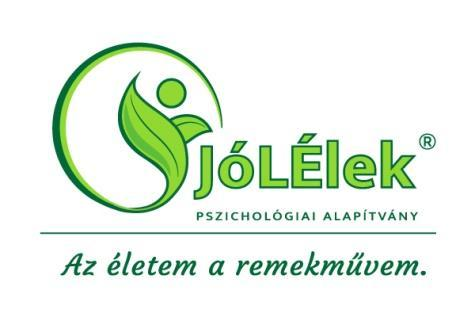 JóLÉlek®
PSZICHOLÓGIAI ALAPÍTVÁNY
Az életem a remekművem.